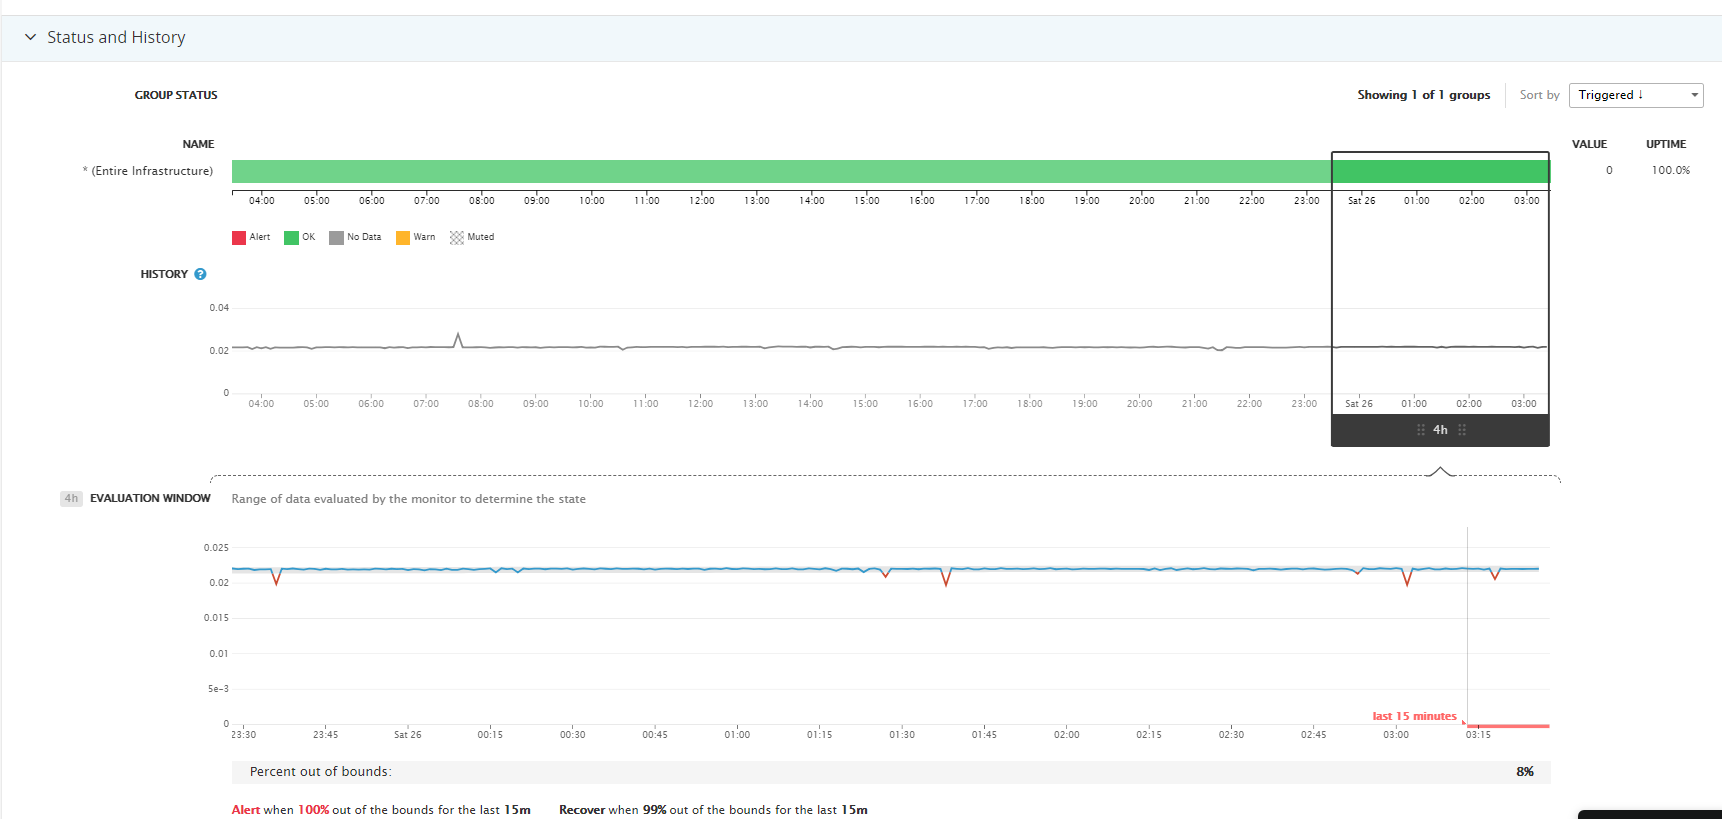 Status and History
GROUP STATUS
Showing 1 of 1 groups
Sort by
Triggered ↓
NAME
VALUE
UPTIME
* (Entire Infrastructure)
0
100.0%
04:00 05:00 06:00 07:00 08:00 09:00 10:00 11:00 12:00 13:00 14:00 15:00 16:00 17:00 18:00 19:00 20:00 21:00 22:00 23:00 Sat 26 01:00 02:00 03:00
Alert OK No Data Warn Muted
HISTORY ?
0.04
0.02
0
04:00 05:00 06:00 07:00 08:00 09:00 10:00 11:00 12:00 13:00 14:00 15:00 16:00 17:00 18:00 19:00 20:00 21:00 22:00 23:00 Sat 26 01:00 02:00 03:00
4h
4h EVALUATION WINDOW Range of data evaluated by the monitor to determine the state
0.025
0.02
0.015
0.01
5e-3
0
last 15 minutes
23:30 23:45 Sat 26 00:15 00:30 00:45 01:00 01:15 01:30 01:45 02:00 02:15 02:30 02:45 03:00 03:15
Percent out of bounds: 8%
Alert when 100% out of the bounds for the last 15m Recover when 99% out of the bounds for the last 15m